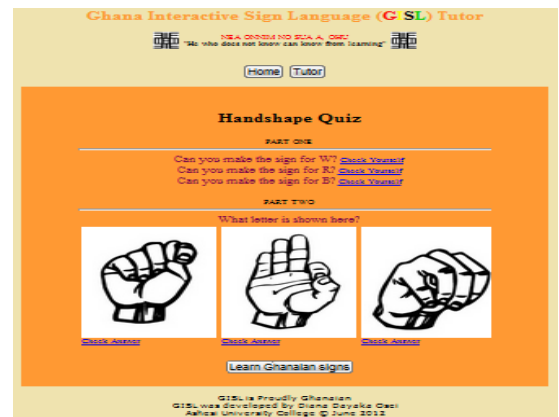 Ghana Interactive Sign Language (GISL) Tutor
NEA ONNIM NO SUA A, OHU
"He who does not know can know from learning"
Home Tutor
Handshape Quiz
PART ONE
Can you make the sign for W? Check Yourself
Can you make the sign for R? Check Yourself
Can you make the sign for B? Check Yourself
PART TWO
What letter is shown here?
Check Answer Check Answer Check Answer
Learn Ghanaian signs
GISL is Proudly Ghanaian
GISL was developed by Diana Dayaka Osei
Ashesi University College © June 2012